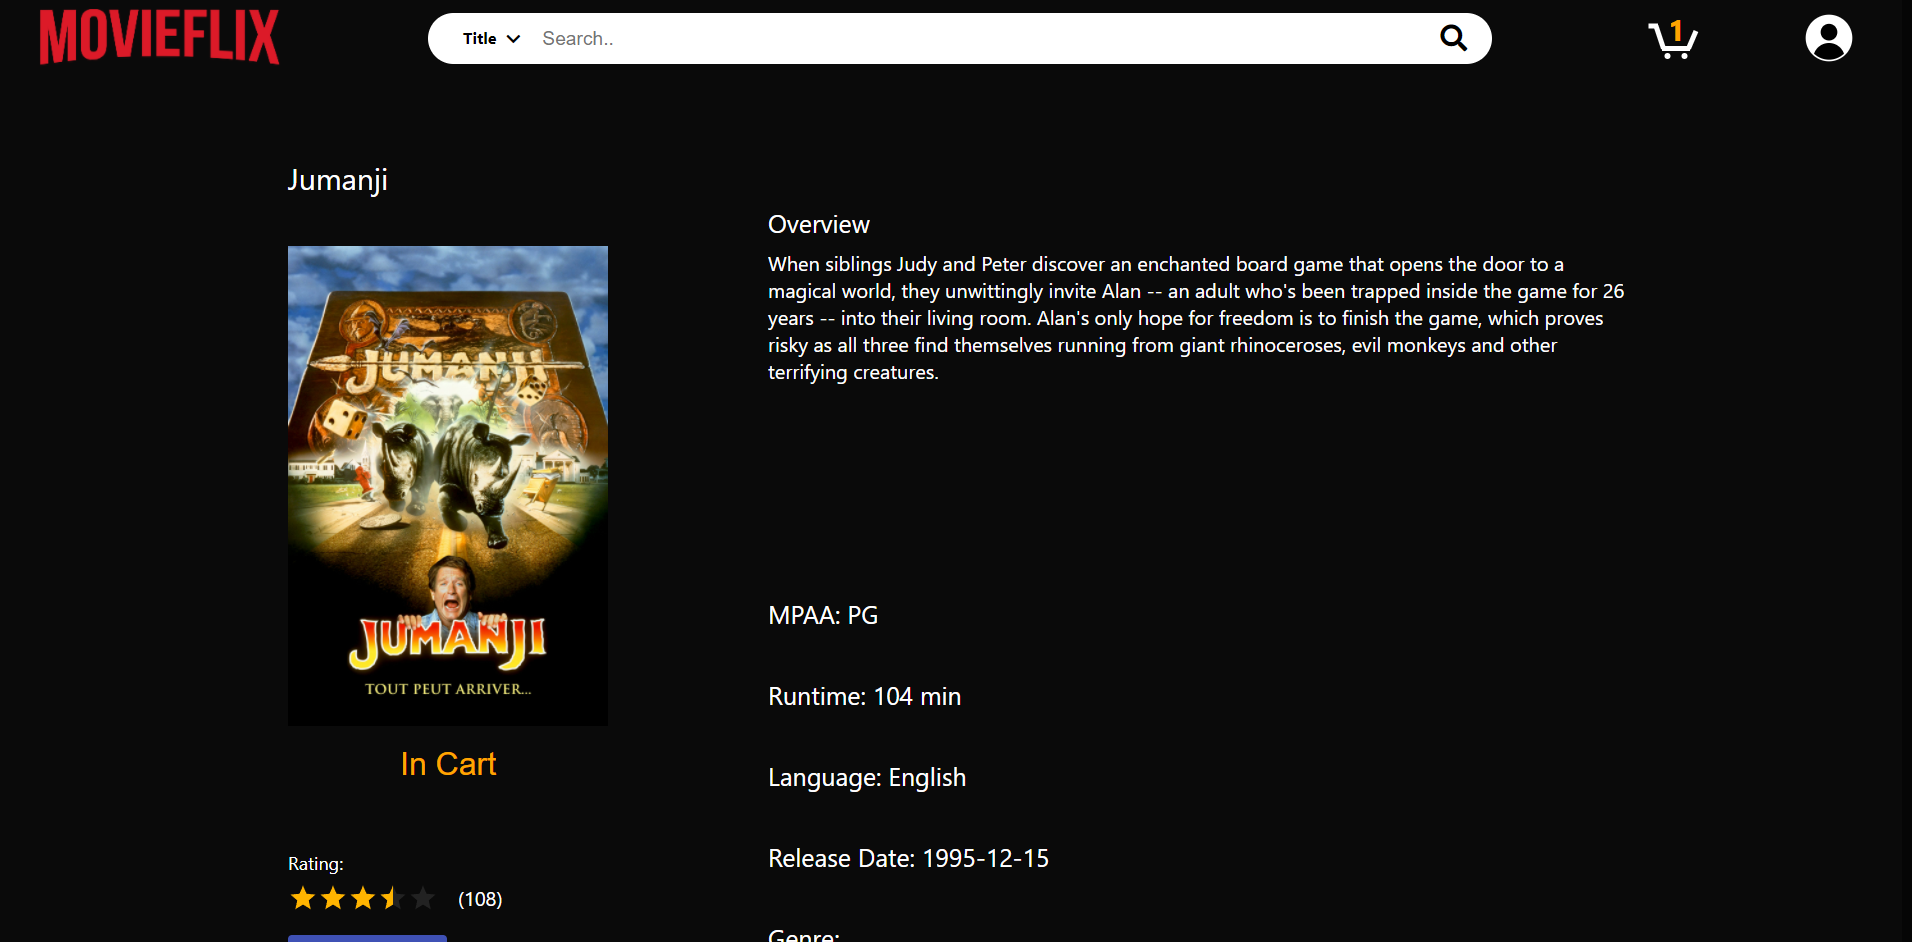 MOVIEFLIX
Title Search..
1
Jumanji
Overview
When siblings Judy and Peter discover an enchanted board game that opens the door to a
magical world, they unwittingly invite Alan -- an adult who's been trapped inside the game for 26
years -- into their living room. Alan's only hope for freedom is to finish the game, which proves
risky as all three find themselves running from giant rhinoceroses, evil monkeys and other
terrifying creatures.
JUMANJI
JUMANJI
TOUT PEUT ARRIVER...
In Cart
Rating:
(108)
MPAA: PG
Runtime: 104 min
Language: English
Release Date: 1995-12-15
Genre: